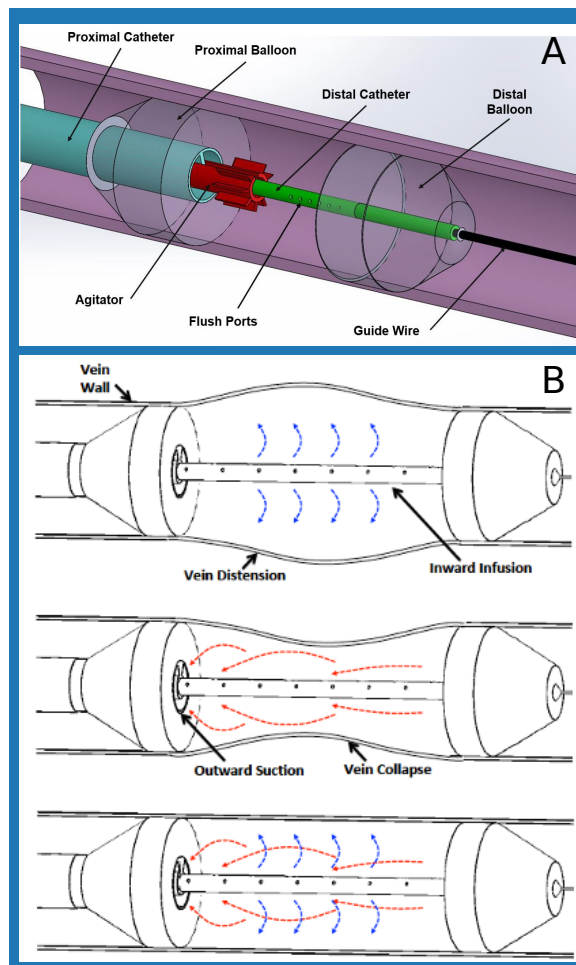 A
Proximal Catheter
Proximal Balloon
Distal Catheter
Distal
Balloon
Agitator
Flush Ports
Guide Wire
B
Vein
Wall
Vein Distension
Inward Infusion
Outward Suction
Vein Collapse